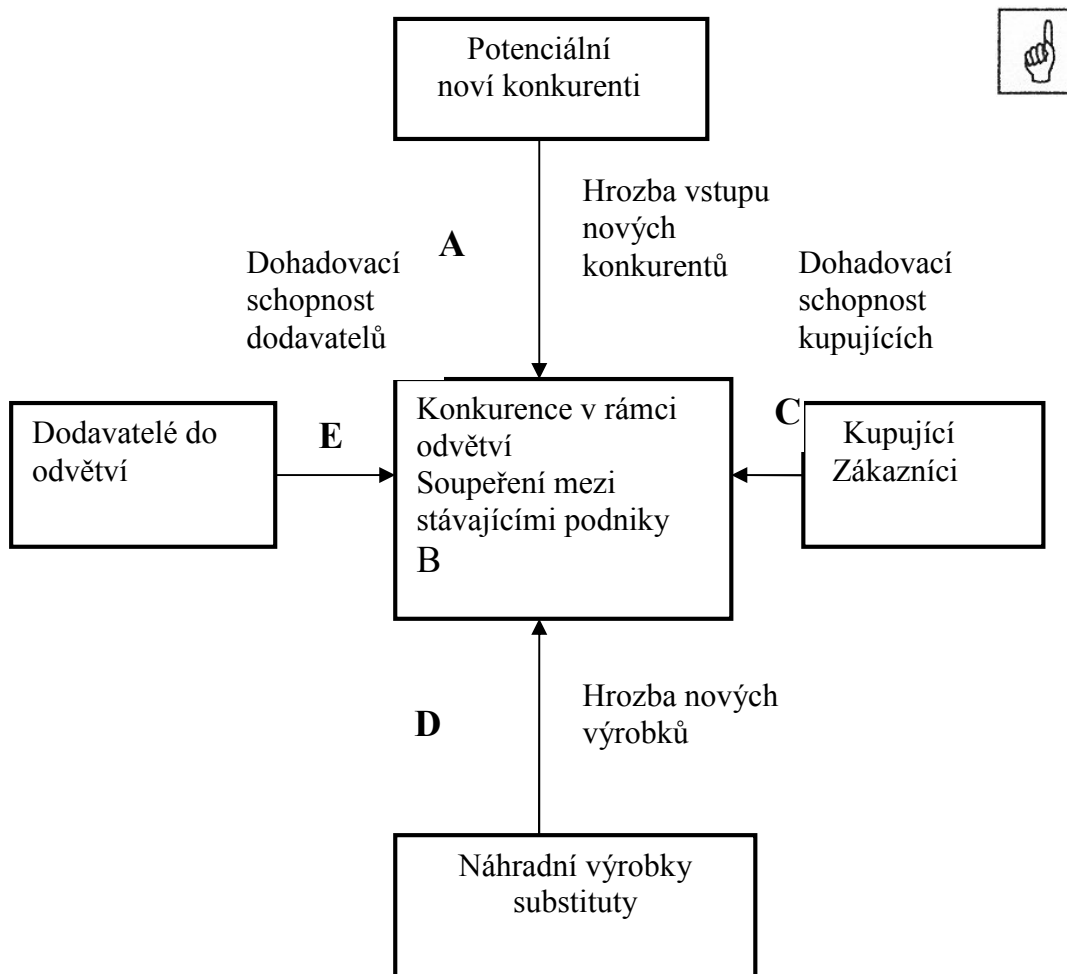 Potenciální
noví konkurenti
Hrozba vstupu
nových
konkurentů
A
Dohadovací
schopnost
dodavatelů
Dohadovací
schopnost
kupujících
Dodavatelé do
odvětví
E
Konkurence v rámci
odvětví
Soupeření mezi
stávajícími podniky
B
C
Kupující
Zákazníci
D
Hrozba nových
výrobků
Náhradní výrobky
substituty